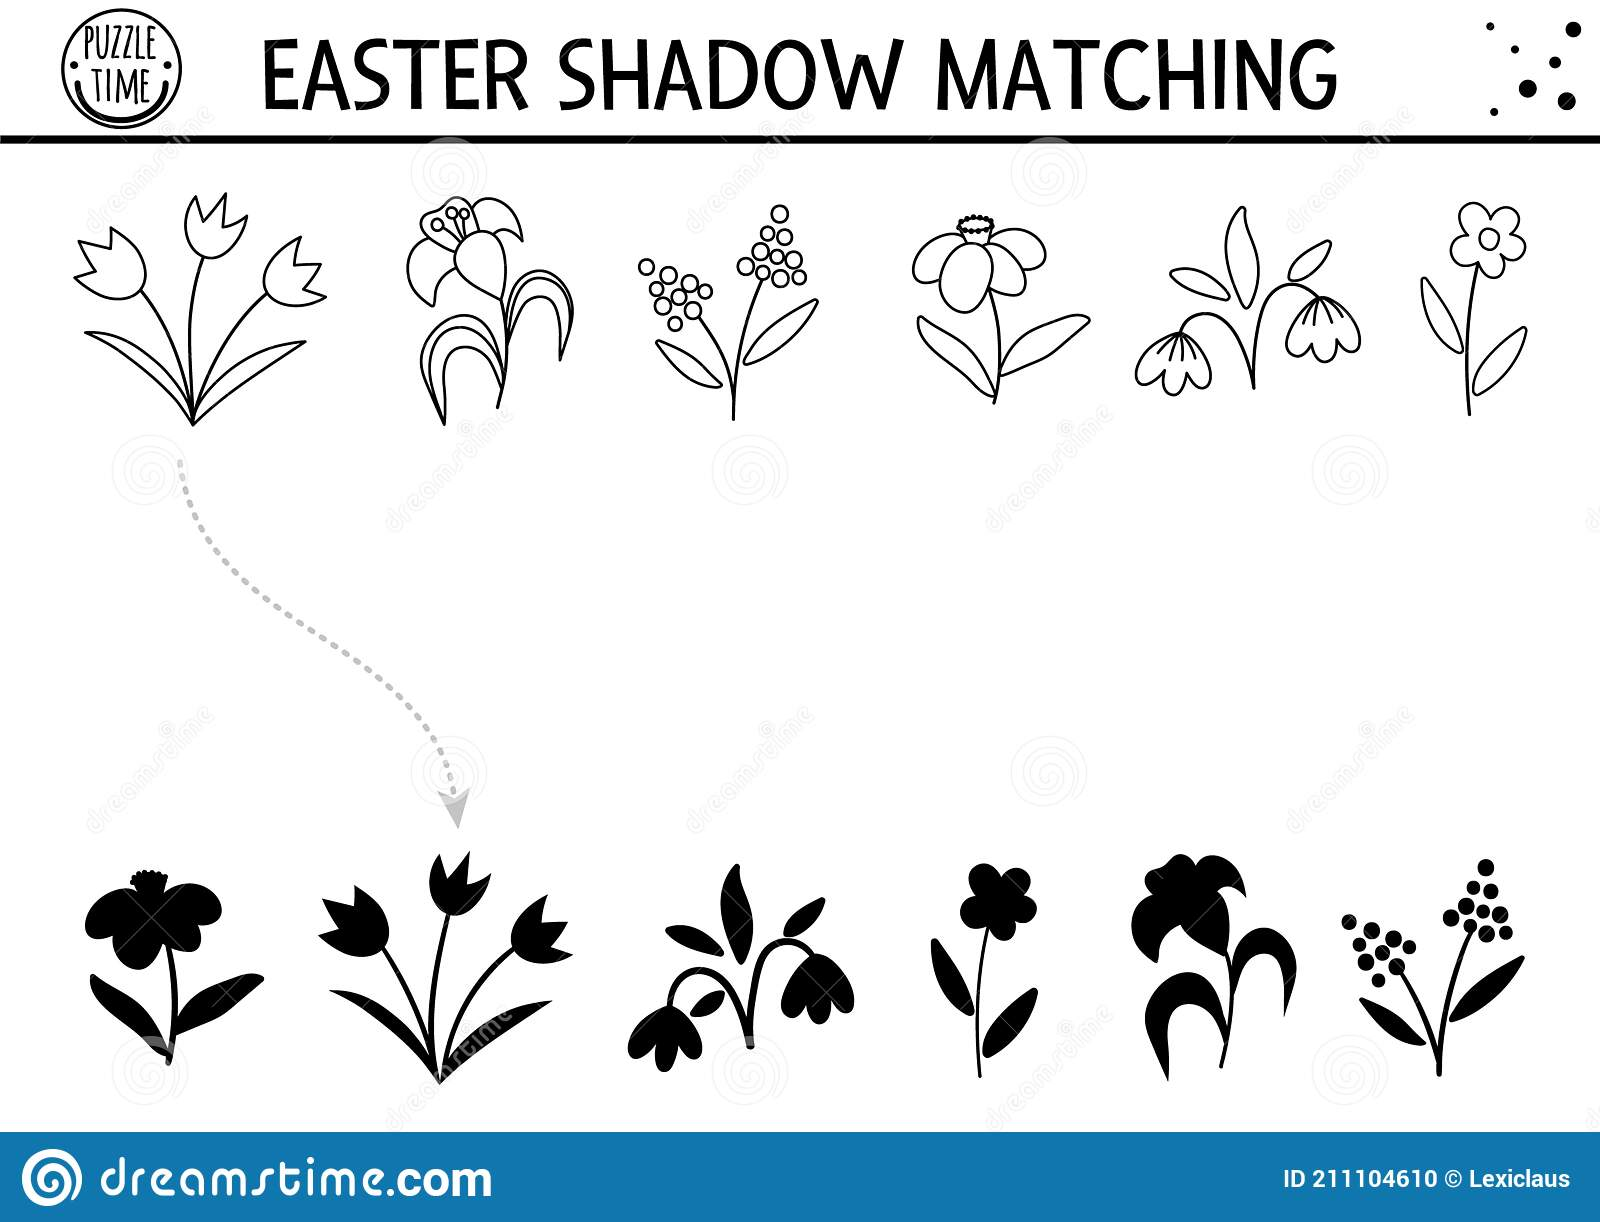 PUZZLE
TIME
EASTER SHADOW MATCHING
dreamstime.com
ID 211104610 © Lexiclaus